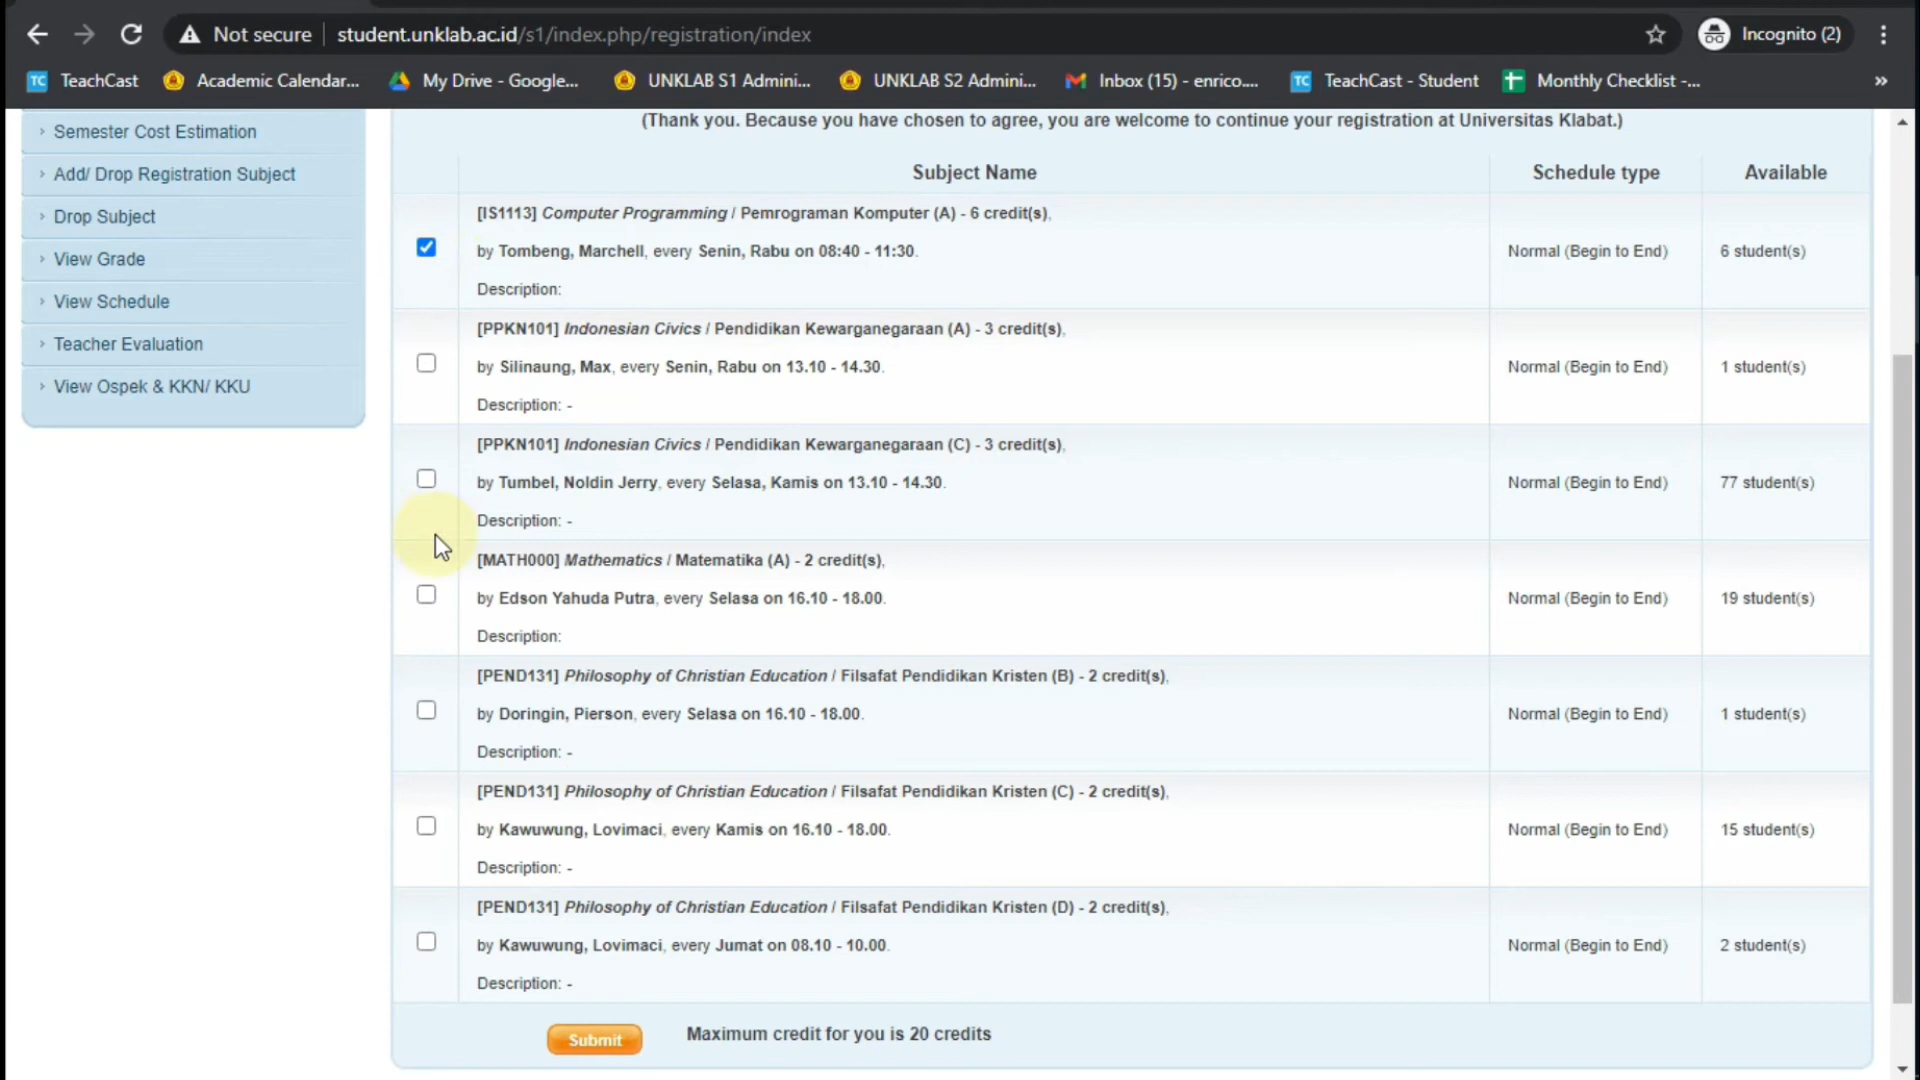 Not secure student.unklab.ac.id/s1/index.php/registration/index Incognito (2)
TC TeachCast Academic Calendar... My Drive - Google... UNKLAB S1 Admini... UNKLAB S2 Admini... Inbox (15) - enrico.... TC TeachCast - Student Monthly Checklist -... »
Semester Cost Estimation
Add/ Drop Registration Subject
Drop Subject
View Grade
View Schedule
Teacher Evaluation
View Ospek & KKN/ KKU
(Thank you. Because you have chosen to agree, you are welcome to continue your registration at Universitas Klabat.)
Subject Name Schedule type Available
[IS1113] Computer Programming / Pemrograman Komputer (A) - 6 credit(s),
by Tombeng, Marchell, every Senin, Rabu on 08:40 - 11:30. Normal (Begin to End) 6 student(s)
Description:
[PPKN101] Indonesian Civics / Pendidikan Kewarganegaraan (A) - 3 credit(s),
by Silinaung, Max, every Senin, Rabu on 13.10 - 14.30. Normal (Begin to End) 1 student(s)
Description: -
[PPKN101] Indonesian Civics / Pendidikan Kewarganegaraan (C) - 3 credit(s),
by Tumbel, Noldin Jerry, every Selasa, Kamis on 13.10 - 14.30. Normal (Begin to End) 77 student(s)
Description: -
[MATH000] Mathematics / Matematika (A) - 2 credit(s),
by Edson Yahuda Putra, every Selasa on 16.10 - 18.00. Normal (Begin to End) 19 student(s)
Description:
[PEND131] Philosophy of Christian Education / Filsafat Pendidikan Kristen (B) - 2 credit(s),
by Doringin, Pierson, every Selasa on 16.10 - 18.00. Normal (Begin to End) 1 student(s)
Description: -
[PEND131] Philosophy of Christian Education / Filsafat Pendidikan Kristen (C) - 2 credit(s),
by Kawuwung, Lovimaci, every Kamis on 16.10 - 18.00. Normal (Begin to End) 15 student(s)
Description: -
[PEND131] Philosophy of Christian Education / Filsafat Pendidikan Kristen (D) - 2 credit(s),
by Kawuwung, Lovimaci, every Jumat on 08.10 - 10.00. Normal (Begin to End) 2 student(s)
Description: -
Submit Maximum credit for you is 20 credits